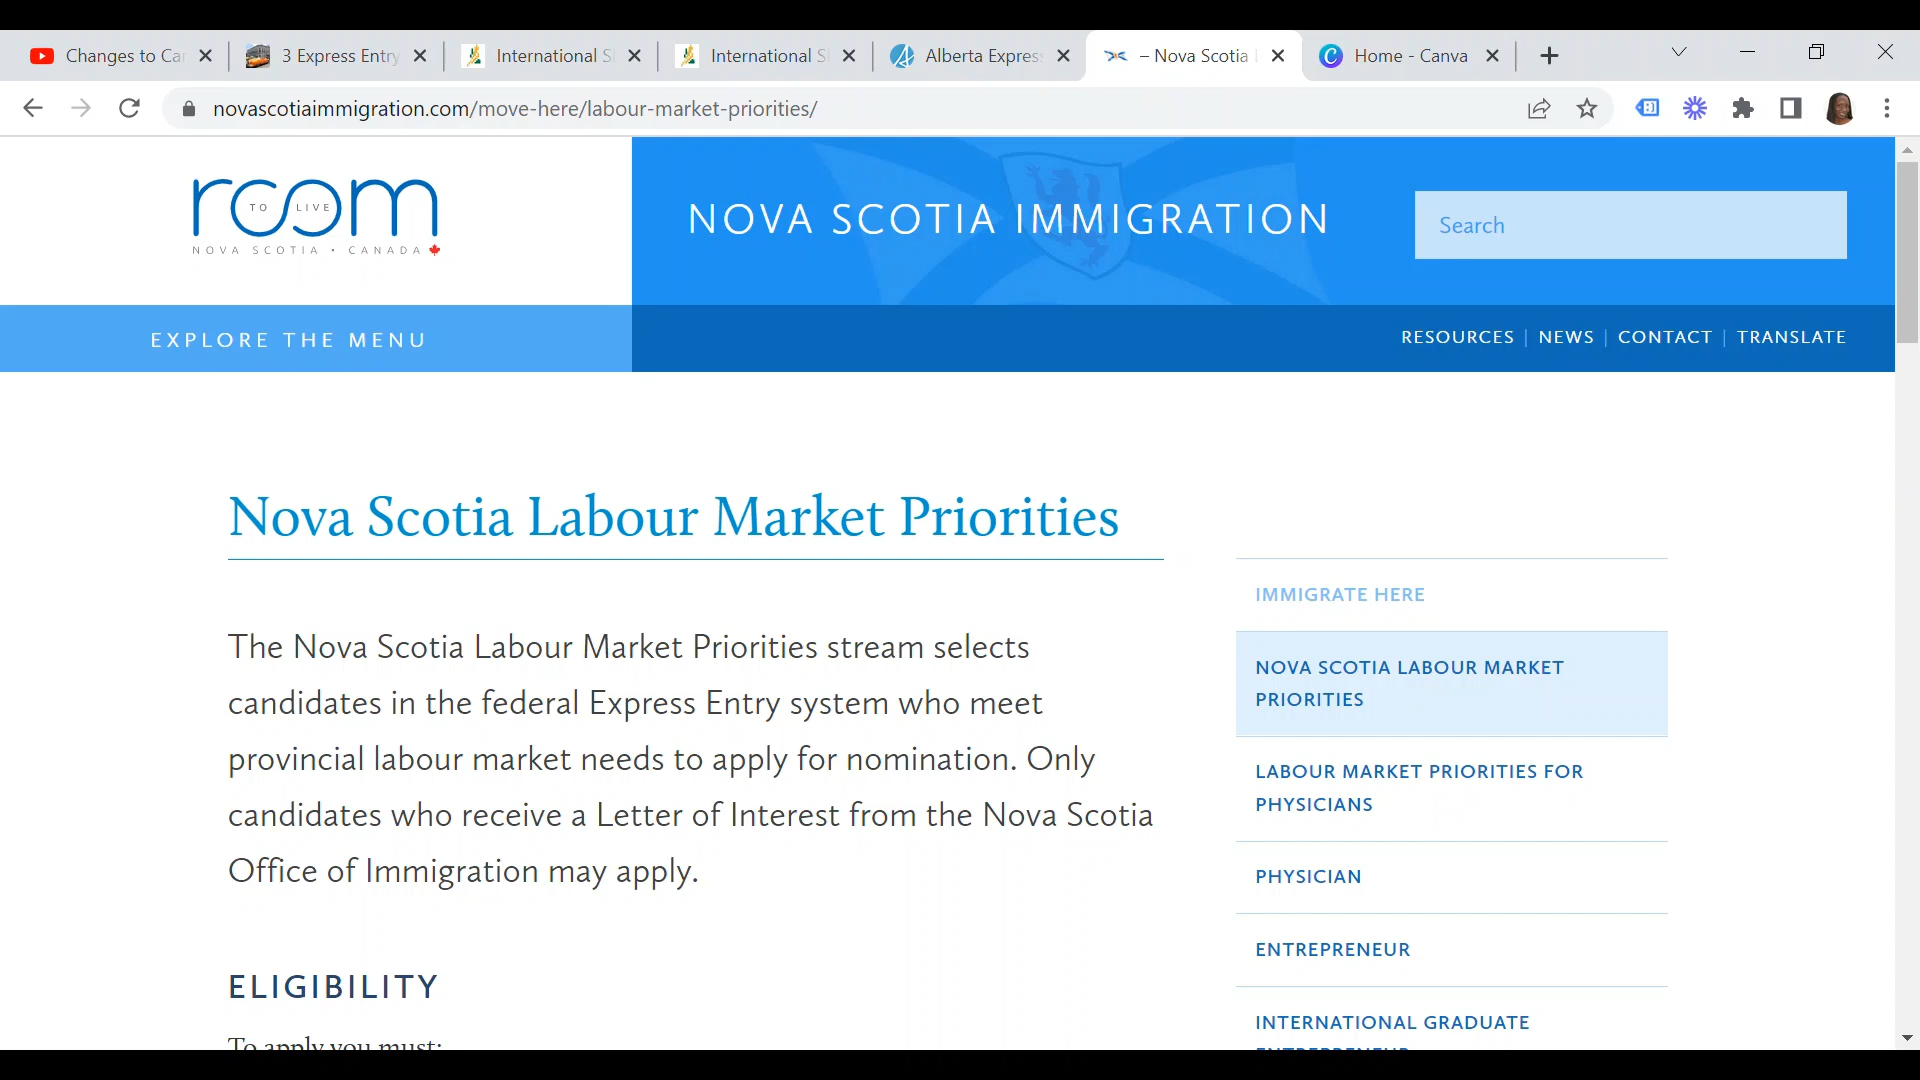 Changes to Ca
3 Express Entry
International S
International S
Alberta Expres
– Nova Scotia
Home - Canva
novascotiaimmigration.com/move-here/labour-market-priorities/
room
TO LIVE
NOVA SCOTIA · CANADA
NOVA SCOTIA IMMIGRATION
Search
EXPLORE THE MENU
RESOURCES | NEWS | CONTACT | TRANSLATE
Nova Scotia Labour Market Priorities
The Nova Scotia Labour Market Priorities stream selects
candidates in the federal Express Entry system who meet
provincial labour market needs to apply for nomination. Only
candidates who receive a Letter of Interest from the Nova Scotia
Office of Immigration may apply.
ELIGIBILITY
To apply you must:
IMMIGRATE HERE
NOVA SCOTIA LABOUR MARKET
PRIORITIES
LABOUR MARKET PRIORITIES FOR
PHYSICIANS
PHYSICIAN
ENTREPRENEUR
INTERNATIONAL GRADUATE
ENTREPRENEUR